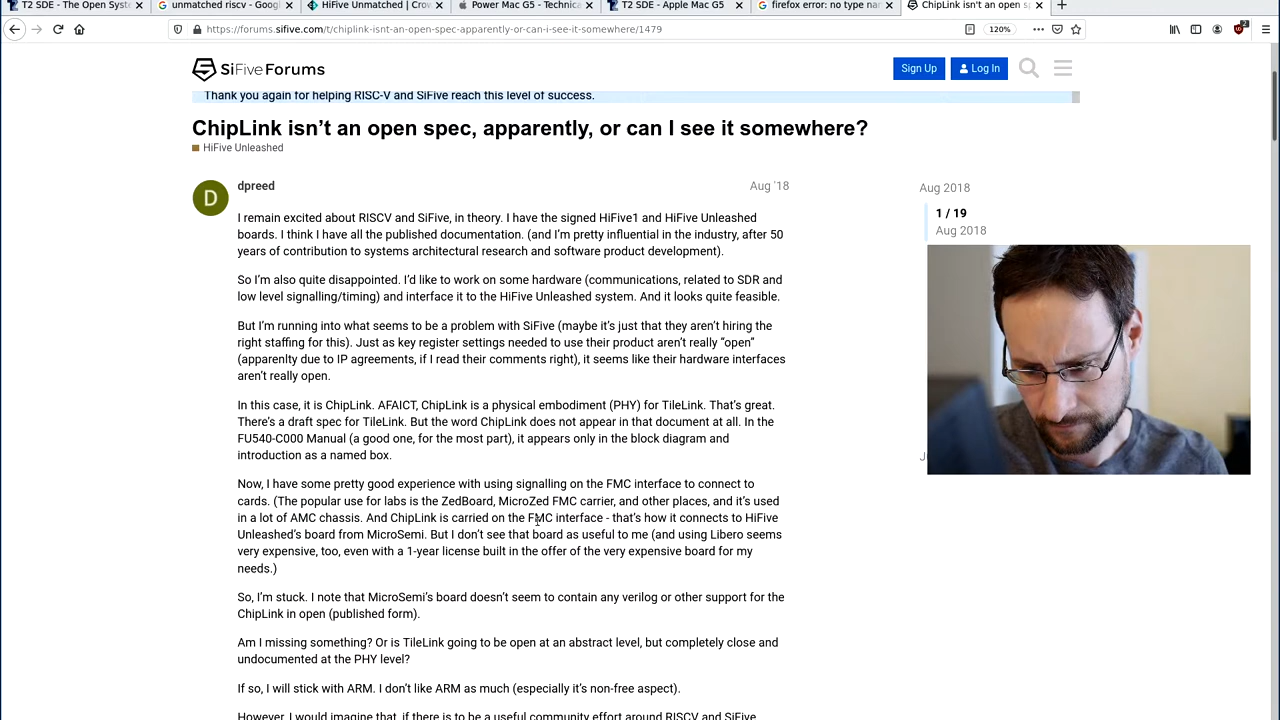 T2 SDE - The Open Syst
unmatched riscv - Googl
HiFive Unmatched | Crow
Power Mac G5 - Technica
T2 SDE - Apple Mac G5
firefox error: no type nam
ChipLink isn't an open sp
https://forums.sifive.com/t/chiplink-isnt-an-open-spec-apparently-or-can-i-see-it-somewhere/1479
120%
SiFive Forums
Sign Up
Log In
Thank you again for helping RISC-V and SiFive reach this level of success.
ChipLink isn’t an open spec, apparently, or can I see it somewhere?
HiFive Unleashed
D
dpreed
Aug '18
I remain excited about RISCV and SiFive, in theory. I have the signed HiFive1 and HiFive Unleashed
boards. I think I have all the published documentation. (and I’m pretty influential in the industry, after 50
years of contribution to systems architectural research and software product development).
So I’m also quite disappointed. I’d like to work on some hardware (communications, related to SDR and
low level signalling/timing) and interface it to the HiFive Unleashed system. And it looks quite feasible.
But I’m running into what seems to be a problem with SiFive (maybe it’s just that they aren’t hiring the
right staffing for this). Just as key register settings needed to use their product aren’t really “open”
(apparenlty due to IP agreements, if I read their comments right), it seems like their hardware interfaces
aren’t really open.
In this case, it is ChipLink. AFAICT, ChipLink is a physical embodiment (PHY) for TileLink. That’s great.
There’s a draft spec for TileLink. But the word ChipLink does not appear in that document at all. In the
FU540-C000 Manual (a good one, for the most part), it appears only in the block diagram and
introduction as a named box.
Now, I have some pretty good experience with using signalling on the FMC interface to connect to
cards. (The popular use for labs is the ZedBoard, MicroZed FMC carrier, and other places, and it’s used
in a lot of AMC chassis. And ChipLink is carried on the FMC interface - that’s how it connects to HiFive
Unleashed’s board from MicroSemi. But I don’t see that board as useful to me (and using Libero seems
very expensive, too, even with a 1-year license built in the offer of the very expensive board for my
needs.)
So, I’m stuck. I note that MicroSemi’s board doesn’t seem to contain any verilog or other support for the
ChipLink in open (published form).
Am I missing something? Or is TileLink going to be open at an abstract level, but completely close and
undocumented at the PHY level?
If so, I will stick with ARM. I don’t like ARM as much (especially it’s non-free aspect).
However, I would imagine that, if there is to be a useful community effort around RISCV and SiFive
Aug 2018
1 / 19
Aug 2018